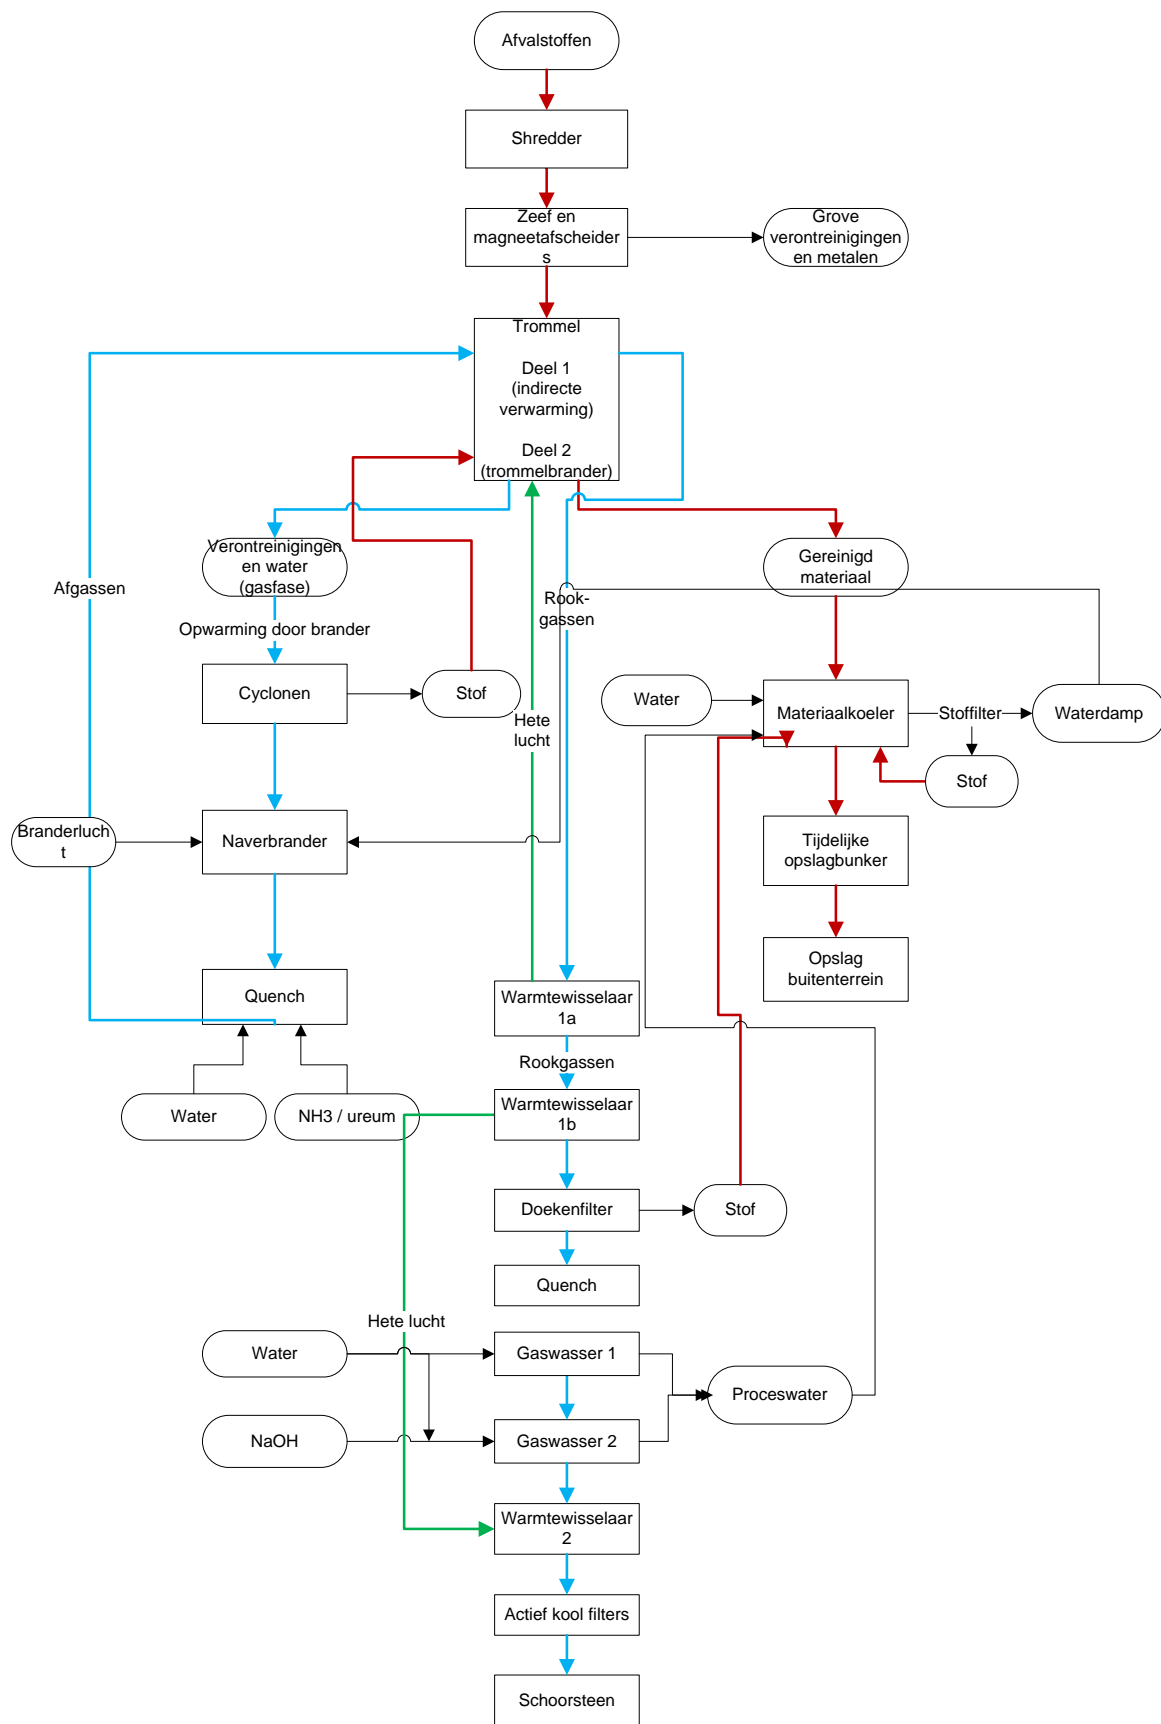 Afvalstoffen
Shredder
Zeef en
magneetafscheider
s
Grove
verontreinigingen
en metalen
Trommel
Deel 1
(indirecte
verwarming)
Deel 2
(trommelbrander)
Verontreinigingen
en water
(gasfase)
Gereinigd
materiaal
Afgassen
Rook-
gassen
Opwarming door brander
Cyclonen
Stof
Hete
lucht
Water
Materiaalkoeler
Stoffilter
Waterdamp
Stof
Branderluch
t
Naverbrander
Tijdelijke
opslagbunker
Opslag
buitenterrein
Quench
Warmtewisselaar
1a
Rookgassen
Water
NH3 / ureum
Warmtewisselaar
1b
Doekenfilter
Stof
Quench
Hete lucht
Water
Gaswasser 1
Proceswater
NaOH
Gaswasser 2
Warmtewisselaar
2
Actief kool filters
Schoorsteen